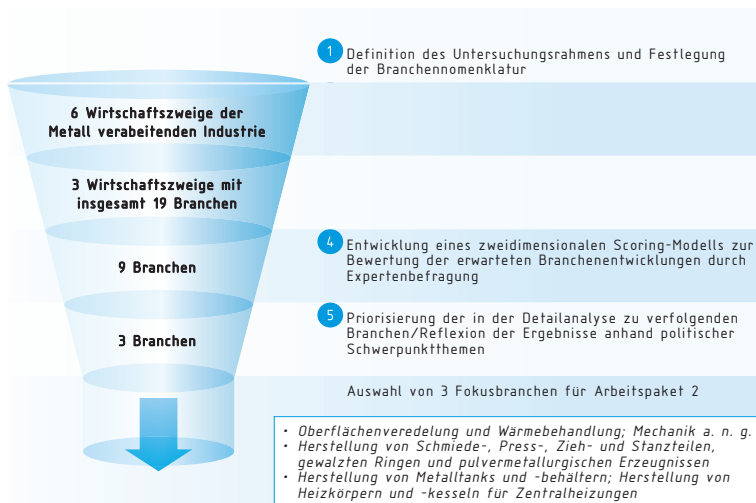 1 Definition des Untersuchungsrahmens und Festlegung
der Branchennomenklatur
6 Wirtschaftszweige der
Metall verabeitenden Industrie
3 Wirtschaftszweige mit
insgesamt 19 Branchen
9 Branchen
4 Entwicklung eines zweidimensionalen Scoring-Modells zur
Bewertung der erwarteten Branchenentwicklungen durch
Expertenbefragung
3 Branchen
5 Priorisierung der in der Detailanalyse zu verfolgenden
Branchen/Reflexion der Ergebnisse anhand politischer
Schwerpunktthemen
Auswahl von 3 Fokusbranchen für Arbeitspaket 2
• Oberflächenveredelung und Wärmebehandlung; Mechanik a. n. g.
• Herstellung von Schmiede-, Press-, Zieh- und Stanzteilen,
gewalzten Ringen und pulvermetallurgischen Erzeugnissen
• Herstellung von Metalltanks und -behältern; Herstellung von
Heizkörpern und -kesseln für Zentralheizungen